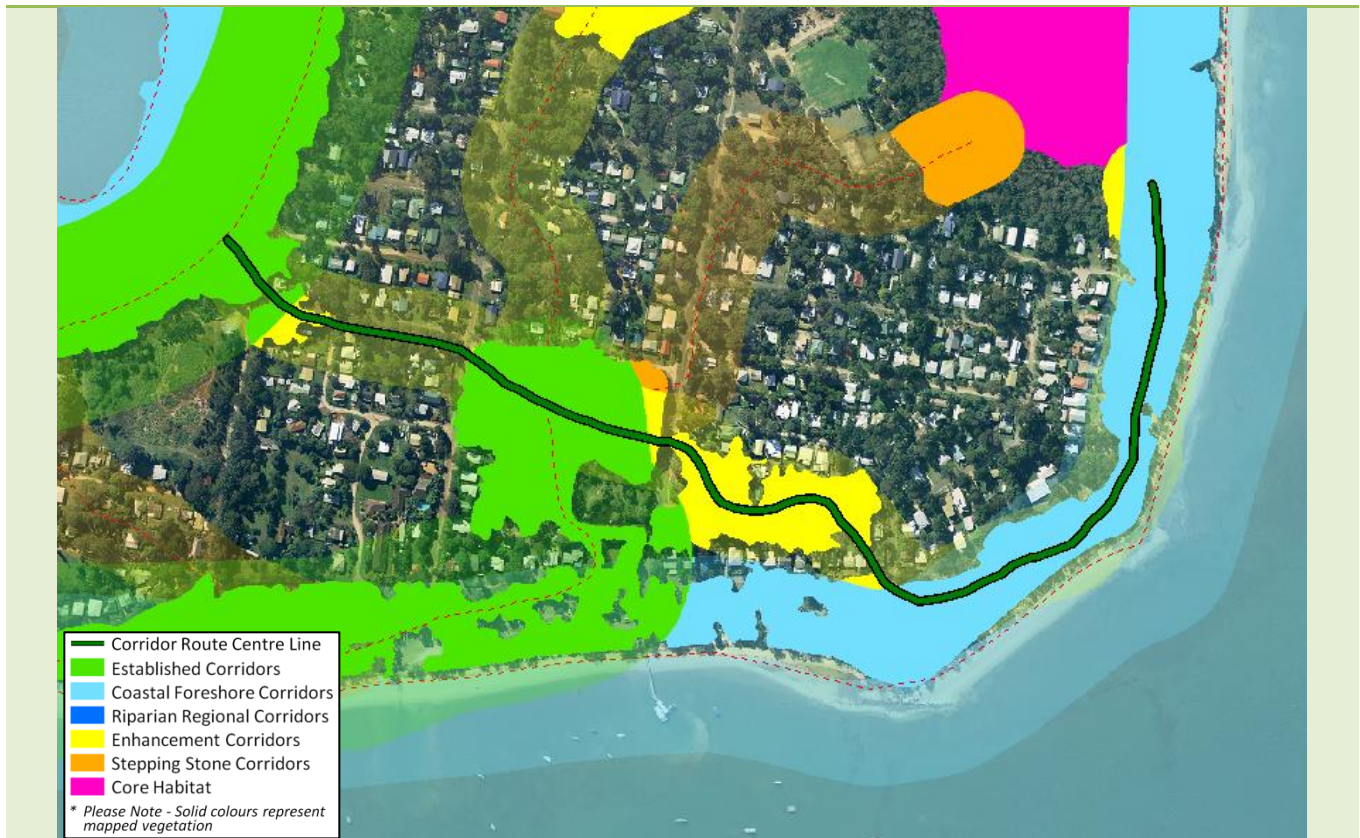 Corridor Route Centre Line
Established Corridors
Coastal Foreshore Corridors
Riparian Regional Corridors
Enhancement Corridors
Stepping Stone Corridors
Core Habitat
* Please Note - Solid colours represent
mapped vegetation